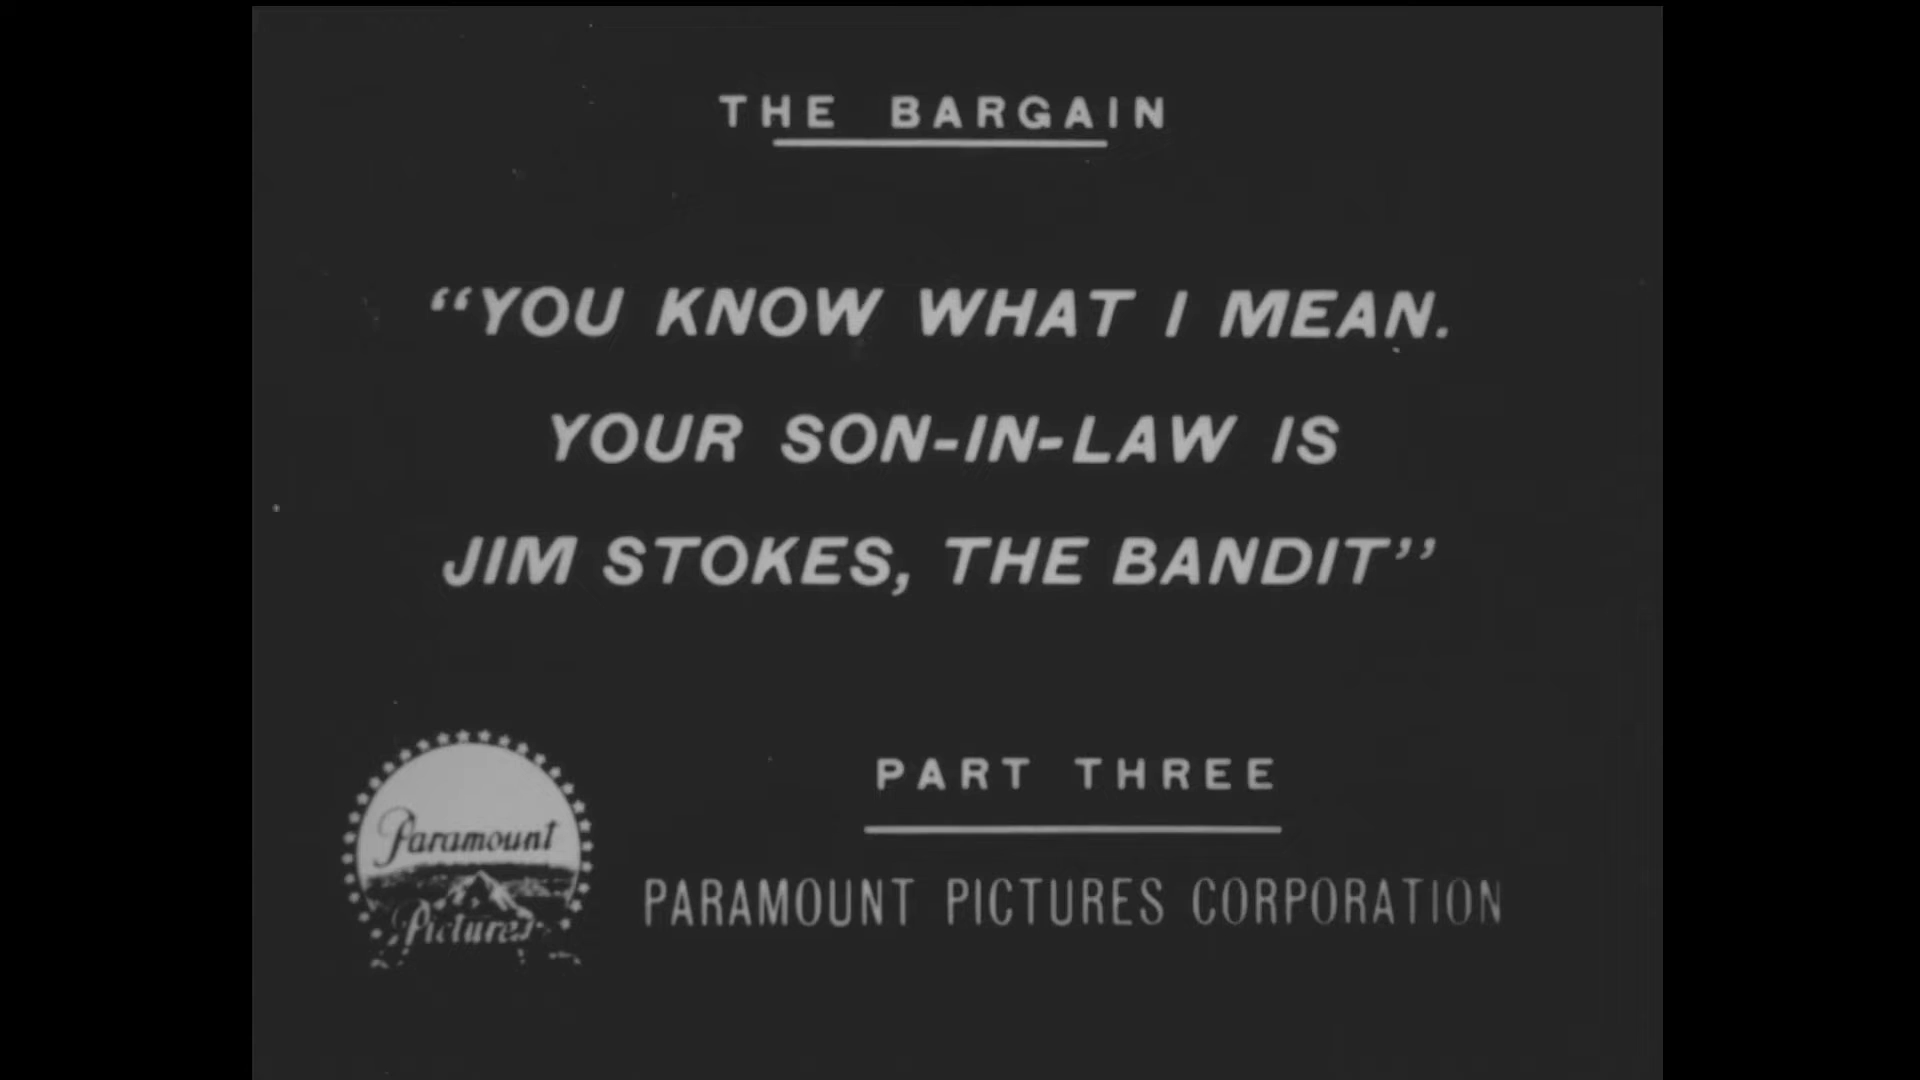 THE BARGAIN
"YOU KNOW WHAT I MEAN.
YOUR SON-IN-LAW IS
JIM STOKES, THE BANDIT"
PART THREE
Paramount
Pictures
PARAMOUNT PICTURES CORPORATION